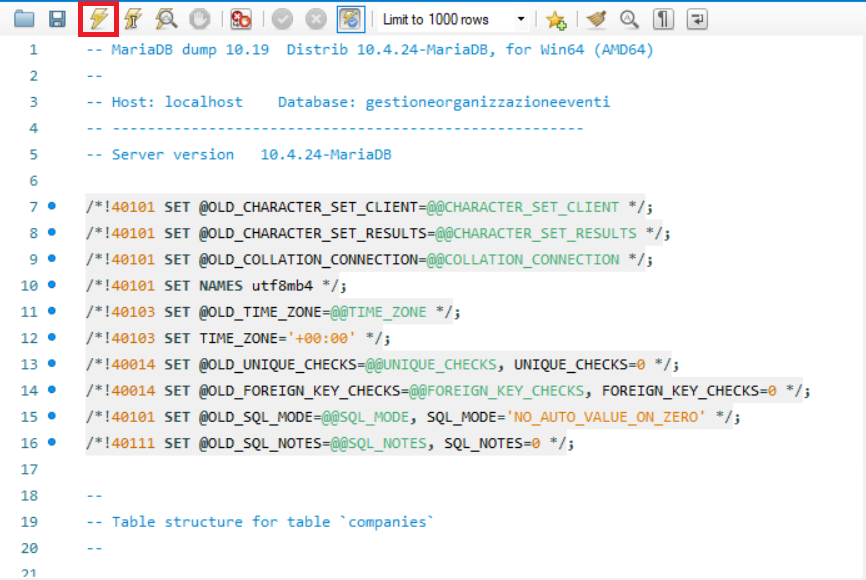 Limit to 1000 rows
1 -- MariaDB dump 10.19  Distrib 10.4.24-MariaDB, for Win64 (AMD64)
2 --
3 -- Host: localhost    Database: gestioneorganizzazioneeventi
4 -- ------------------------------------------------------
5 -- Server version   10.4.24-MariaDB
6
7 /*!40101 SET @OLD_CHARACTER_SET_CLIENT=@@CHARACTER_SET_CLIENT */;
8 /*!40101 SET @OLD_CHARACTER_SET_RESULTS=@@CHARACTER_SET_RESULTS */;
9 /*!40101 SET @OLD_COLLATION_CONNECTION=@@COLLATION_CONNECTION */;
10 /*!40101 SET NAMES utf8mb4 */;
11 /*!40103 SET @OLD_TIME_ZONE=@@TIME_ZONE */;
12 /*!40103 SET TIME_ZONE='+00:00' */;
13 /*!40014 SET @OLD_UNIQUE_CHECKS=@@UNIQUE_CHECKS, UNIQUE_CHECKS=0 */;
14 /*!40014 SET @OLD_FOREIGN_KEY_CHECKS=@@FOREIGN_KEY_CHECKS, FOREIGN_KEY_CHECKS=0 */;
15 /*!40101 SET @OLD_SQL_MODE=@@SQL_MODE, SQL_MODE='NO_AUTO_VALUE_ON_ZERO' */;
16 /*!40111 SET @OLD_SQL_NOTES=@@SQL_NOTES, SQL_NOTES=0 */;
17
18 --
19 -- Table structure for table `companies`
20 --
21